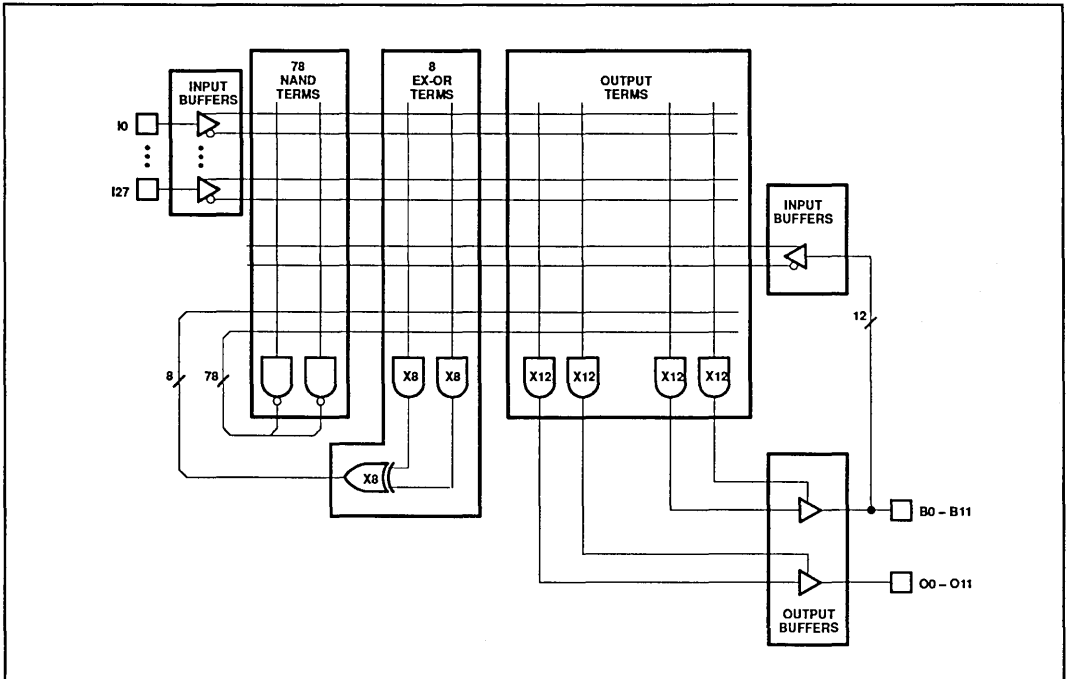 78
NAND
TERMS
8
EX-OR
TERMS
OUTPUT
TERMS
INPUT
BUFFERS
I0
I27
INPUT
BUFFERS
12
8
78
X8
X8
X12
X12
X12
X12
X8
B0 – B11
O0 – O11
OUTPUT
BUFFERS